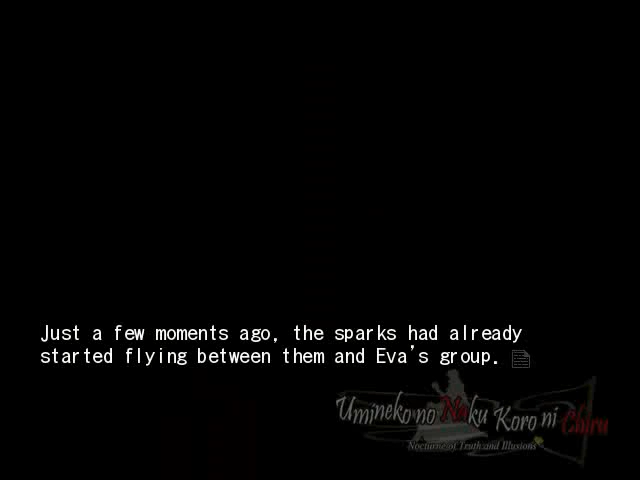 Just a few moments ago, the sparks had already
started flying between them and Eva's group.
Umineko no Naku Koro ni Chiru
Nocturne of Truth and Illusions